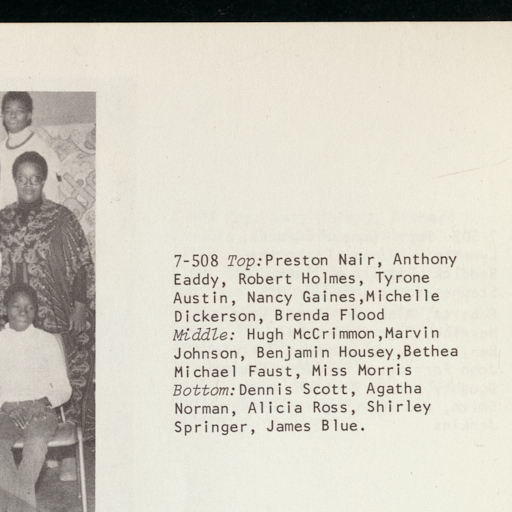 7-508 Top:Preston Nair, Anthony
Eaddy, Robert Holmes, Tyrone
Austin, Nancy Gaines,Michelle
Dickerson, Brenda Flood
Middle: Hugh McCrimmon,Marvin
Johnson, Benjamin Housey,Bethea
Michael Faust, Miss Morris
Bottom:Dennis Scott, Agatha
Norman, Alicia Ross, Shirley
Springer, James Blue.